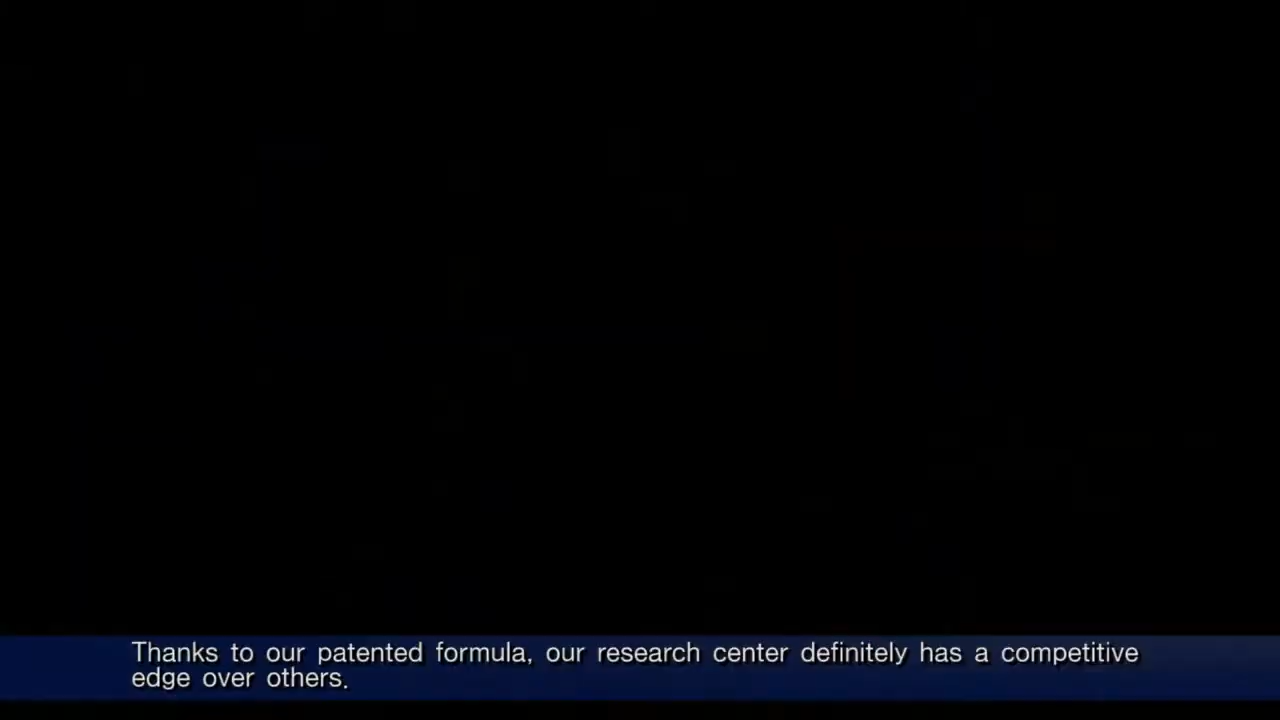 Thanks to our patented formula, our research center definitely has a competitive
edge over others.